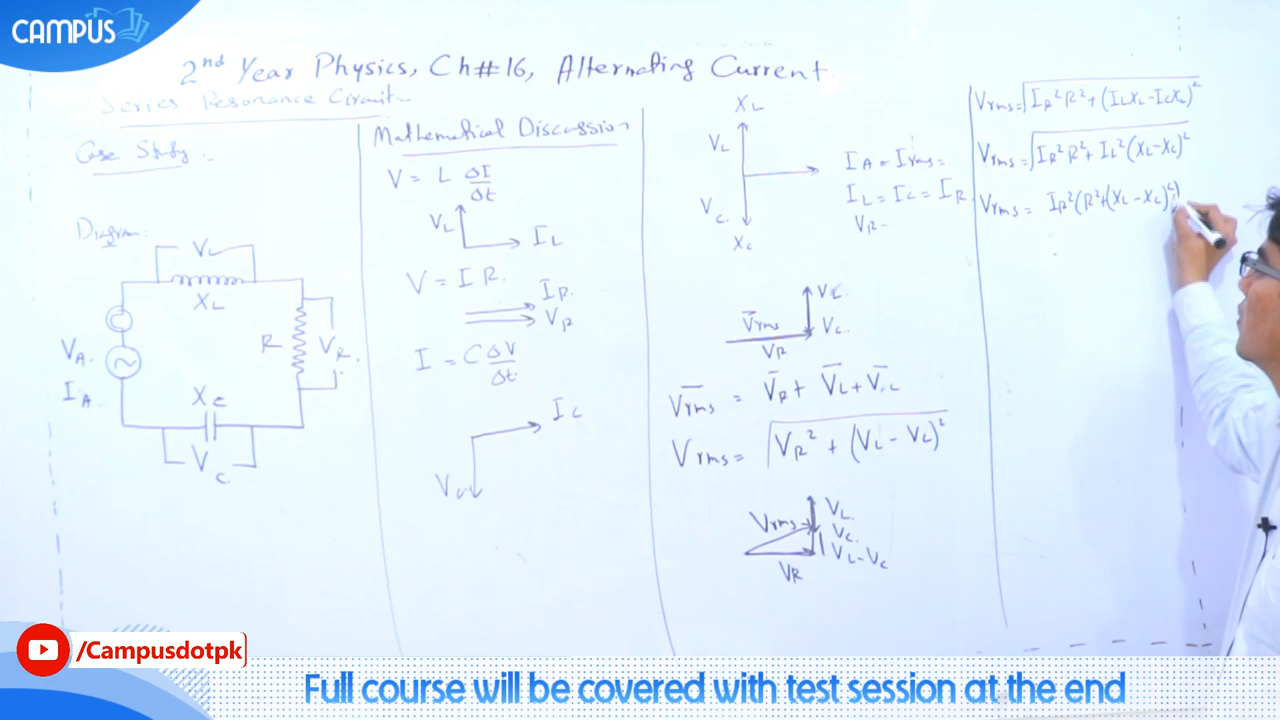 CAMPUS
2nd Year Physics, Ch#16, Alternating Current
Series Resonance Circuit...
Case Study
Diagram:
VL
XL
R
VR.
VA.
IA.
XC
VC.
Mathematical Discussion
V = L ΔI/Δt
VL
IL
V = I R.
IR.
VR
I = C ΔV/Δt
IC
VC
XL
VL
VC.
XC
IA = Irms =
IL = IC = IR
VR =
VL
Vrms
VC.
VR
Vrms = VR + VL + VC
Vrms = √VR² + (VL - VC)²
VL.
Vrms
VC.
VL - VC
VR
Vrms = √IR²R² + (ILXL - ICXC)²
Vrms = √IR²R² + IL²(XL - XC)²
Vrms = IR²(R² + (XL - XC)²)
/Campusdotpk
Full course will be covered with test session at the end